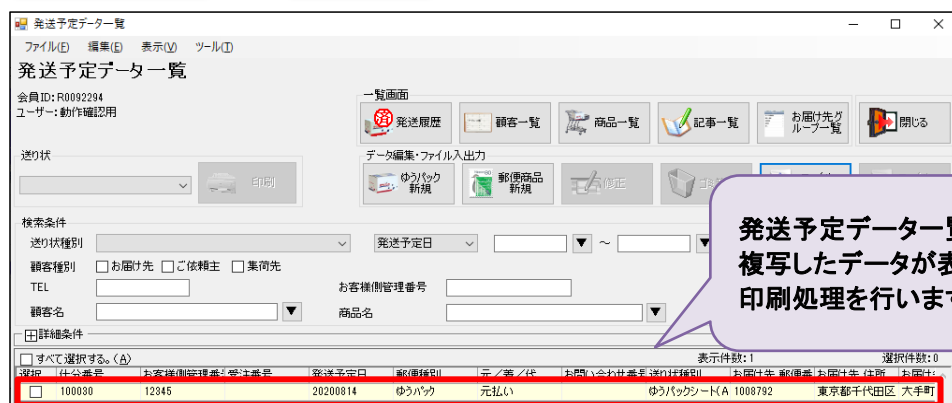 発送予定データ一覧
ファイル(F) 編集(E) 表示(V) ツール(T)
発送予定データ一覧
会員ID:R0092294
ユーザー:動作確認用
一覧画面
発送履歴 顧客一覧 商品一覧 記事一覧 お届け先グループ一覧 閉じる
送り状
印刷
データ編集・ファイル入出力
ゆうパック新規 郵便商品新規 修正
検索条件
送り状種別 発送予定日 ～
顧客種別 お届け先 ご依頼主 集荷先
TEL お客様側管理番号
顧客名 商品名
発送予定データ一覧
複写したデータが表
印刷処理を行います
詳細条件
すべて選択する。(A) 表示件数:1 選択件数:0
選択 仕分番号 お客様側管理番 受注番号 発送予定日 郵便種別 元/着/代 お問い合わせ番号 送り状種別 お届け先 郵便番 お届け先 住所 お届け
100030 12345 20200814 ゆうパック 元払い ゆうパックシート(A 1008792 東京都千代田区 大手町